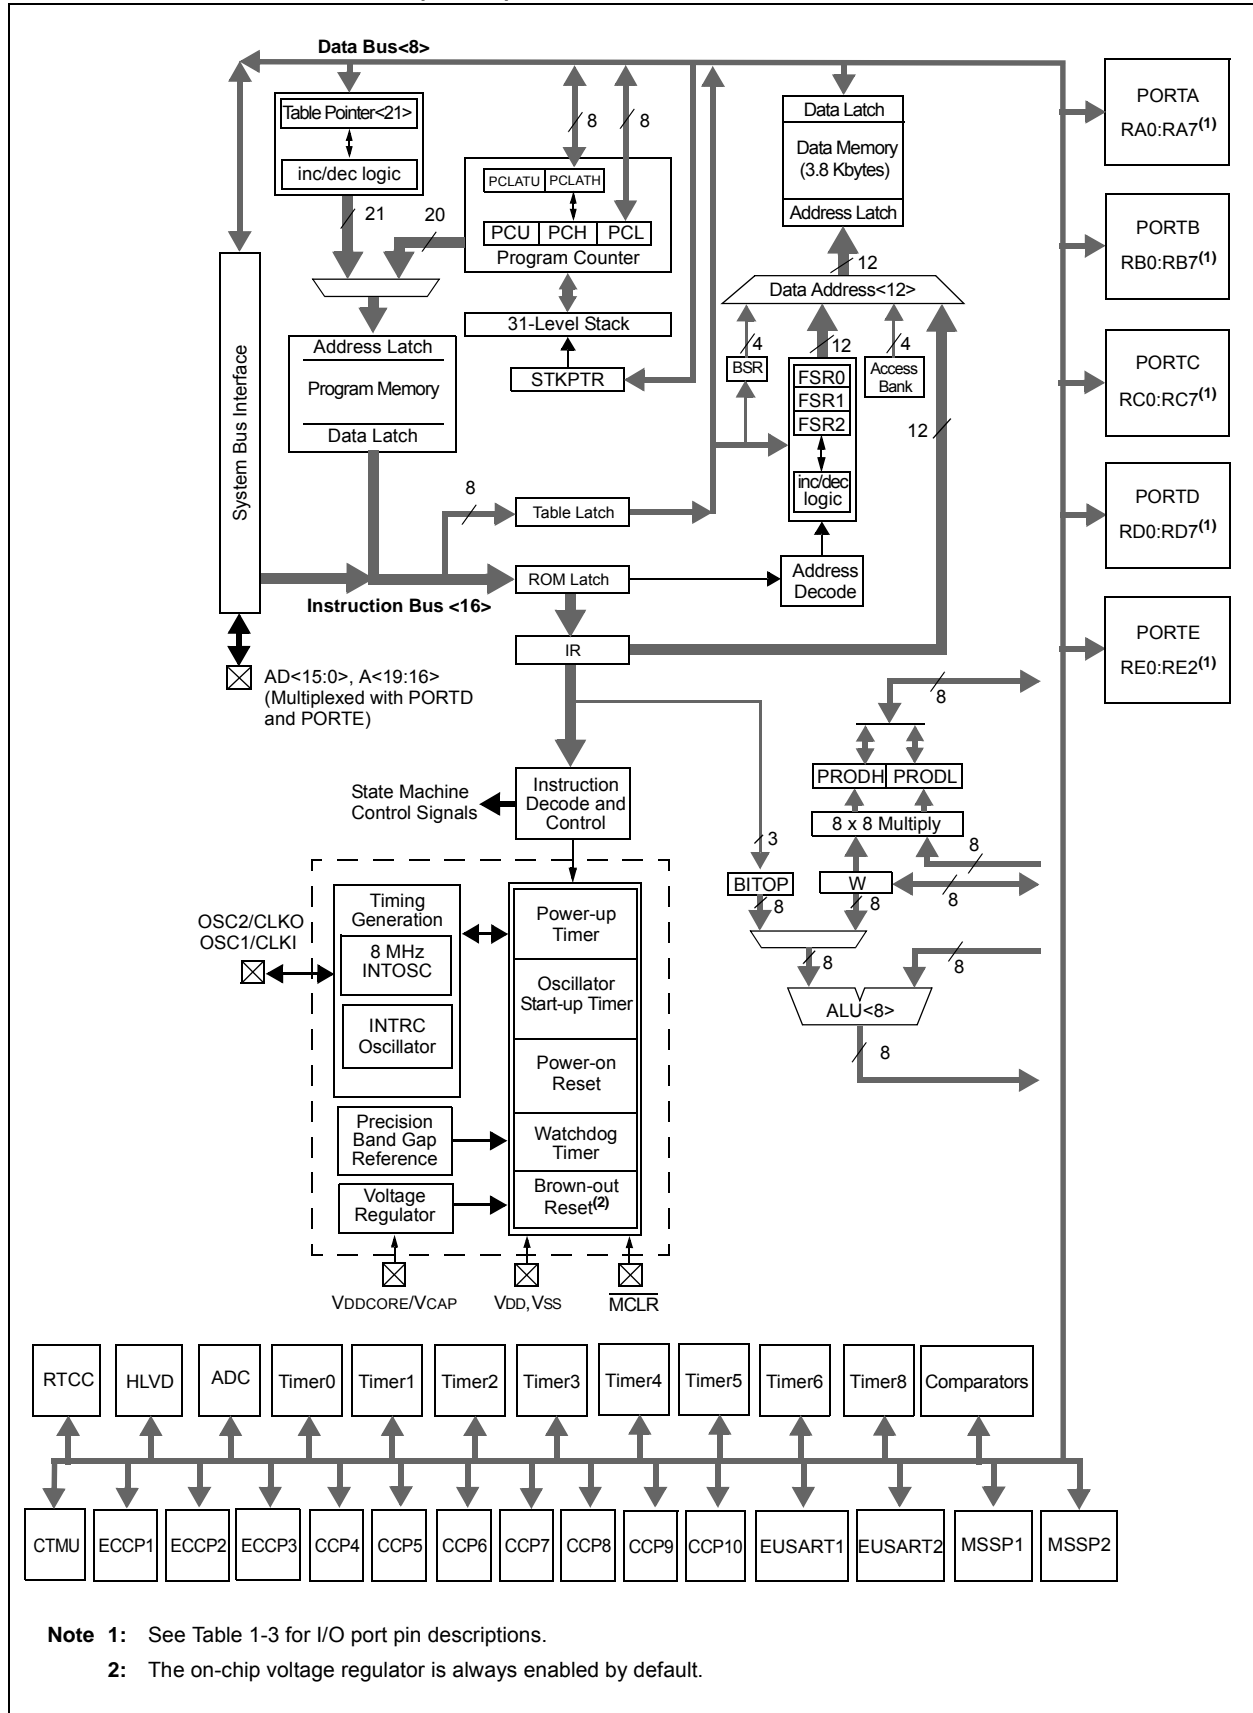 Data Bus<8>
Table Pointer<21>
inc/dec logic
21
20
8
8
PCLATU PCLATH
PCU PCH PCL
Program Counter
31-Level Stack
STKPTR
Data Latch
Data Memory
(3.8 Kbytes)
Address Latch
12
Data Address<12>
4
12
4
BSR
FSR0
FSR1
FSR2
inc/dec
logic
Access
Bank
12
Address
Decode
PORTA
RA0:RA7(1)
PORTB
RB0:RB7(1)
PORTC
RC0:RC7(1)
PORTD
RD0:RD7(1)
PORTE
RE0:RE2(1)
System Bus Interface
Address Latch
Program Memory
Data Latch
8
Table Latch
ROM Latch
Instruction Bus <16>
IR
AD<15:0>, A<19:16>
(Multiplexed with PORTD
and PORTE)
8
PRODH PRODL
8 x 8 Multiply
8
3
BITOP
W
8
8
8
8
8
ALU<8>
8
State Machine
Control Signals
Instruction
Decode and
Control
OSC2/CLKO
OSC1/CLKI
Timing
Generation
8 MHz
INTOSC
INTRC
Oscillator
Precision
Band Gap
Reference
Voltage
Regulator
Power-up
Timer
Oscillator
Start-up Timer
Power-on
Reset
Watchdog
Timer
Brown-out
Reset(2)
VDDCORE/VCAP
VDD, VSS
MCLR
RTCC
HLVD
ADC
Timer0
Timer1
Timer2
Timer3
Timer4
Timer5
Timer6
Timer8
Comparators
CTMU
ECCP1
ECCP2
ECCP3
CCP4
CCP5
CCP6
CCP7
CCP8
CCP9
CCP10
EUSART1
EUSART2
MSSP1
MSSP2
Note 1: See Table 1-3 for I/O port pin descriptions.
2: The on-chip voltage regulator is always enabled by default.